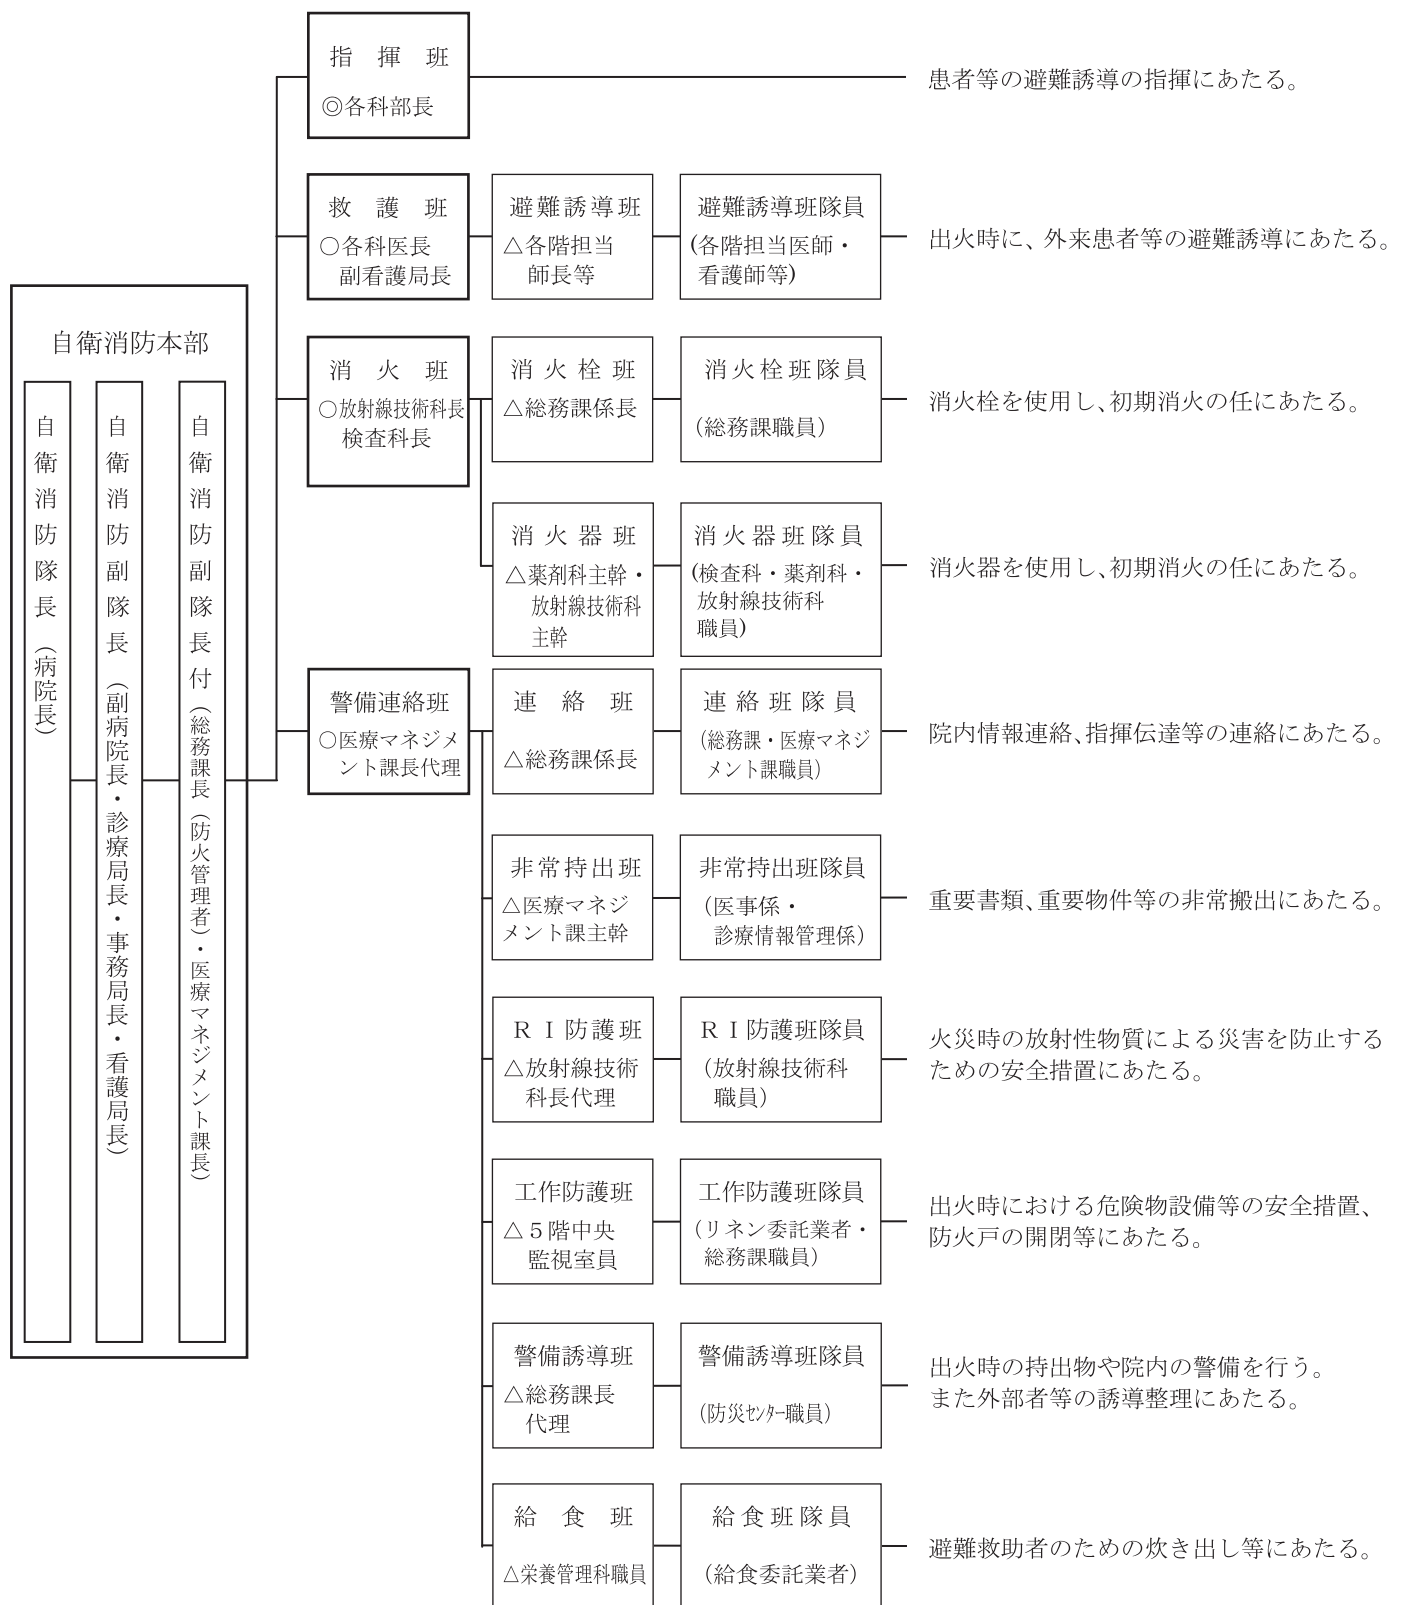 指揮班
◎各科部長
患者等の避難誘導の指揮にあたる。
救護班
○各科医長
副看護局長
避難誘導班
△各階担当
師長等
避難誘導班隊員
(各階担当医師・
看護師等)
出火時に、外来患者等の避難誘導にあたる。
自衛消防本部
自衛消防隊長（病院長）
自衛消防副隊長（副病院長・診療局長・事務局長・看護局長）
自衛消防副隊長付（総務課長（防火管理者）・医療マネジメント課長）
消火班
○放射線技術科長
検査科長
消火栓班
△総務課係長
消火栓班隊員
（総務課職員）
消火栓を使用し、初期消火の任にあたる。
消火器班
△薬剤科主幹・
放射線技術科
主幹
消火器班隊員
(検査科・薬剤科・
放射線技術科
職員)
消火器を使用し、初期消火の任にあたる。
警備連絡班
○医療マネジメ
ント課長代理
連絡班
△総務課係長
連絡班隊員
（総務課・医療マネジ
メント課職員）
院内情報連絡、指揮伝達等の連絡にあたる。
非常持出班
△医療マネジ
メント課主幹
非常持出班隊員
（医事係・
診療情報管理係）
重要書類、重要物件等の非常搬出にあたる。
ＲＩ防護班
△放射線技術
科長代理
ＲＩ防護班隊員
（放射線技術科
職員）
火災時の放射性物質による災害を防止する
ための安全措置にあたる。
工作防護班
△５階中央
監視室員
工作防護班隊員
（リネン委託業者・
総務課職員）
出火時における危険物設備等の安全措置、
防火戸の開閉等にあたる。
警備誘導班
△総務課長
代理
警備誘導班隊員
（防災センター職員）
出火時の持出物や院内の警備を行う。
また外部者等の誘導整理にあたる。
給食班
△栄養管理科職員
給食班隊員
（給食委託業者）
避難救助者のための炊き出し等にあたる。